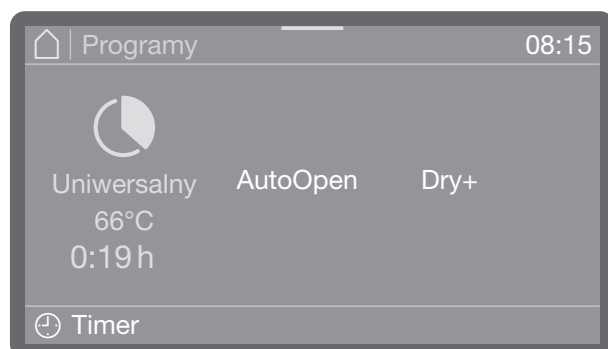 Programy 08:15
Uniwersalny AutoOpen Dry+
66°C
0:19 h
Timer